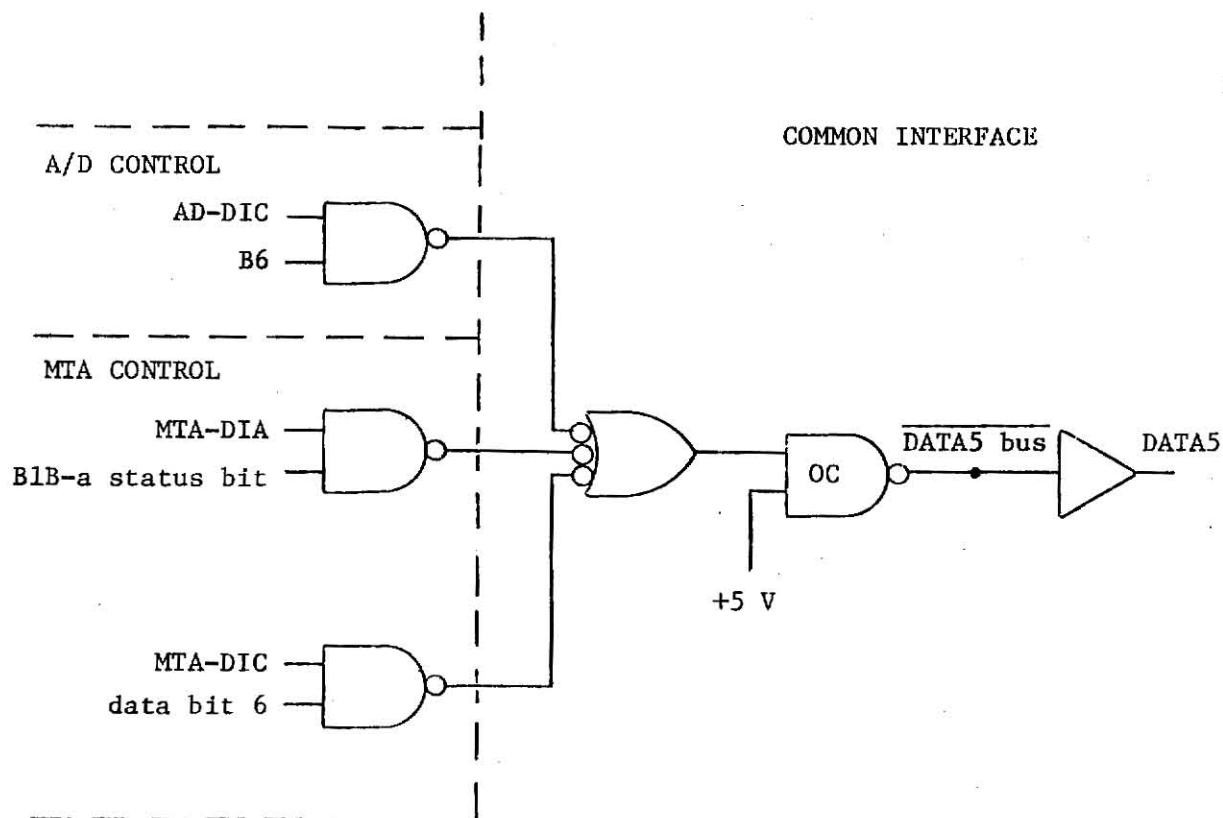 COMMON INTERFACE
A/D CONTROL
AD-DIC
B6
MTA CONTROL
MTA-DIA
B1B-a status bit
OC
DATA5 bus
DATA5
+5 V
MTA-DIC
data bit 6